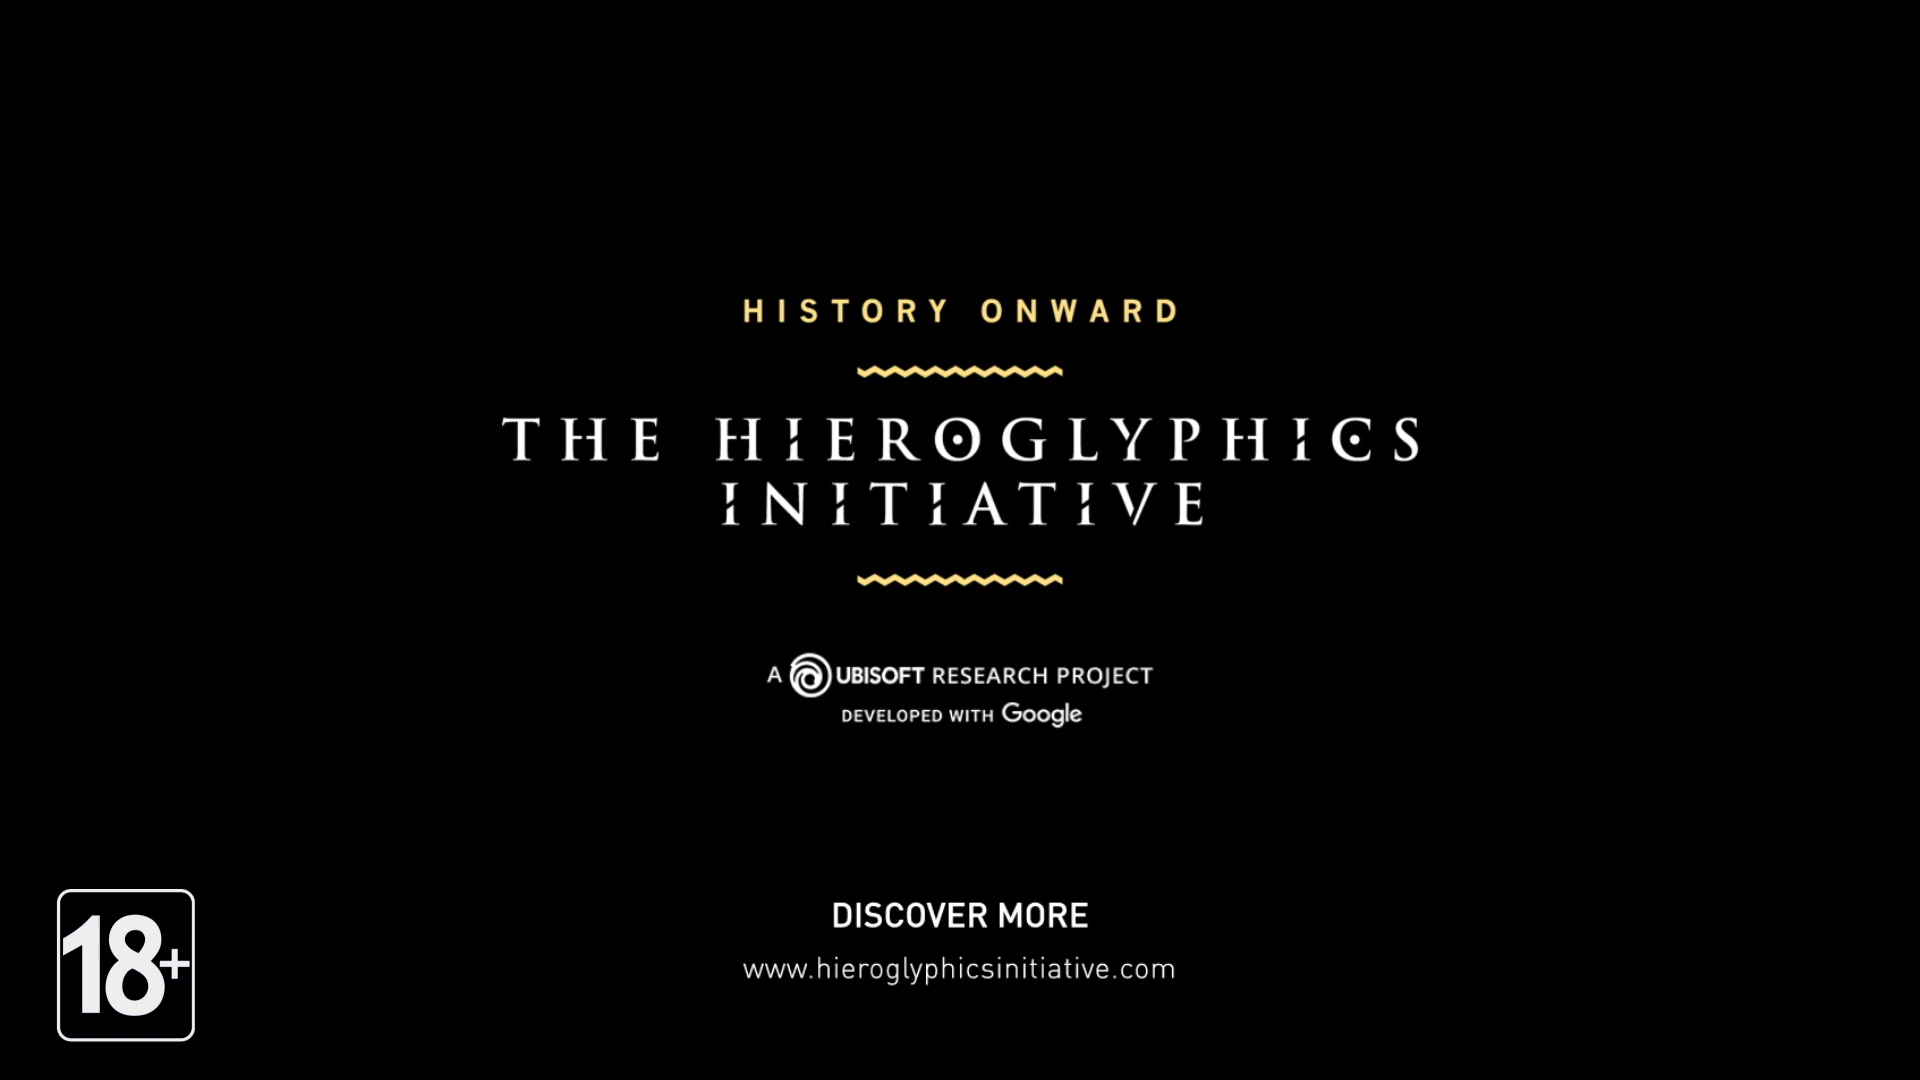 HISTORY ONWARD
THE HIEROGLYPHICS
INITIATIVE
A UBISOFT RESEARCH PROJECT
DEVELOPED WITH Google
DISCOVER MORE
www.hieroglyphicsinitiative.com
18+